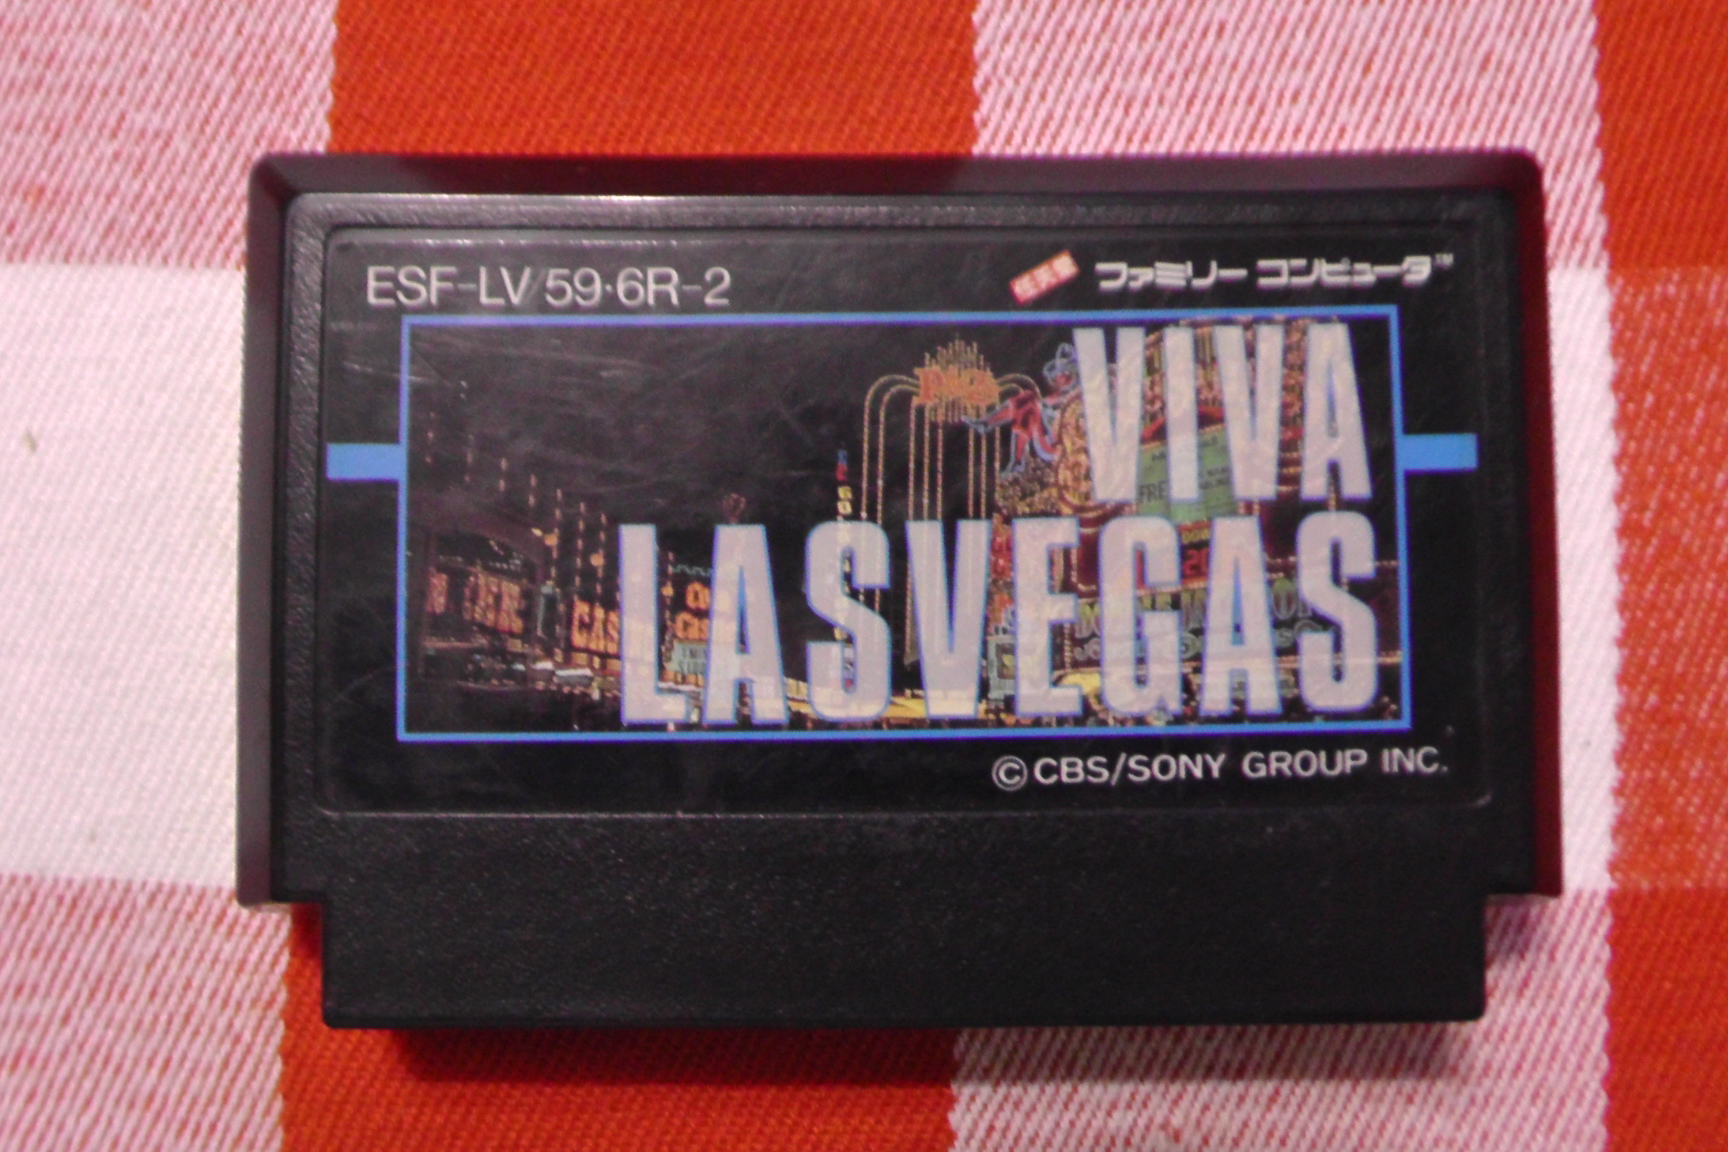 ESF-LV 59・6R-2
ファミリー コンピュータ™
VIVA
LASVEGAS
FREE
©CBS/SONY GROUP INC.